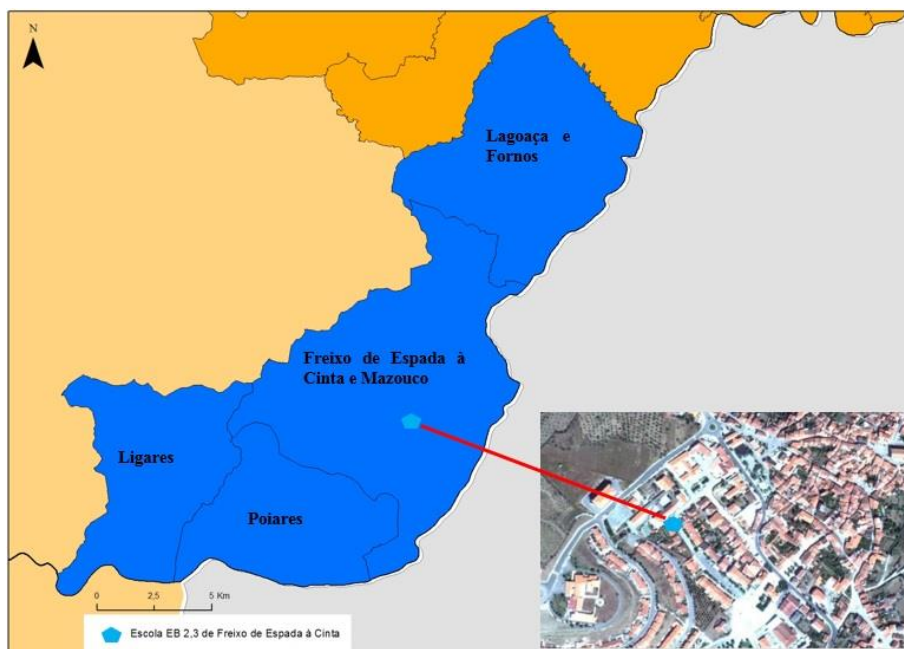 N
Lagoaça e
Fornos
Freixo de Espada à
Cinta e Mazouco
Ligares
Poiares
0 2,5 5 Km
Escola EB 2,3 de Freixo de Espada à Cinta